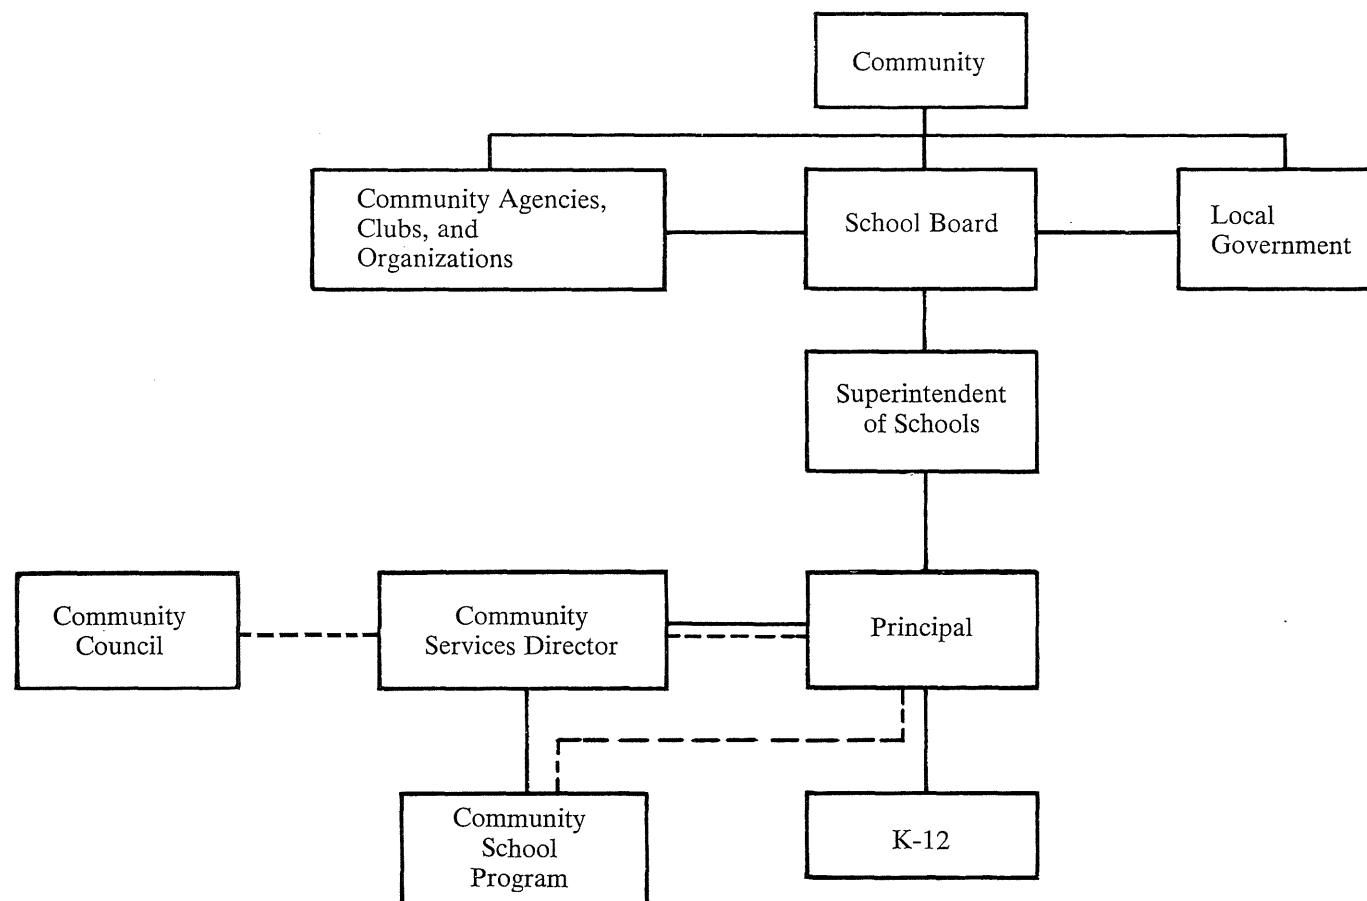 Community
Community Agencies,
Clubs, and
Organizations
School Board
Local
Government
Superintendent
of Schools
Community
Council
Community
Services Director
Principal
Community
School
Program
K-12